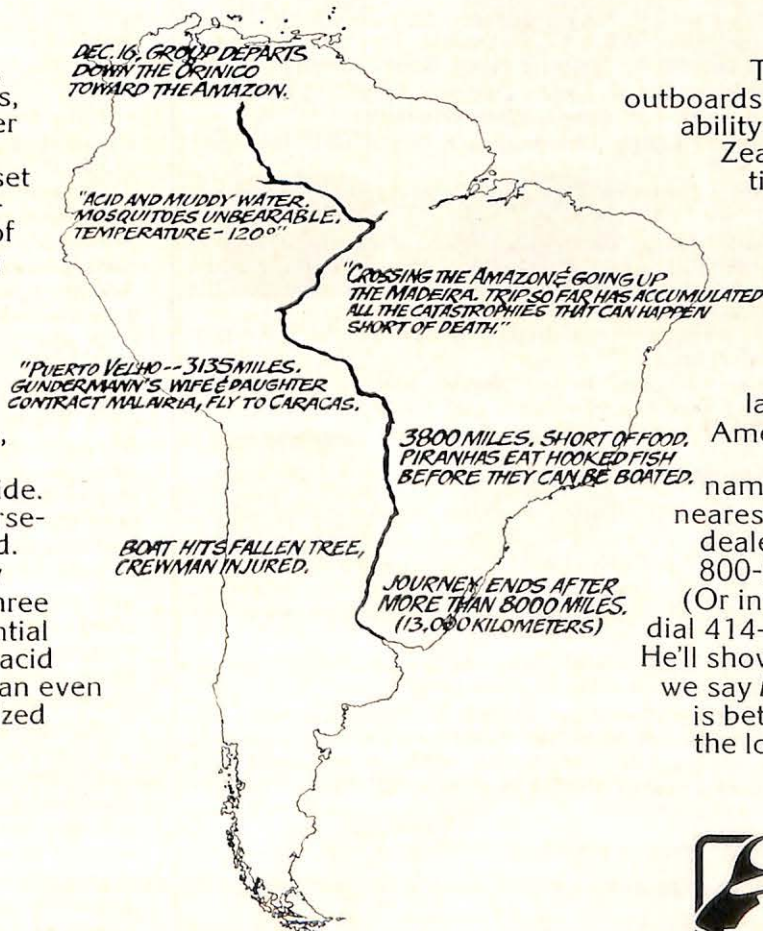 DEC. 16, GROUP DEPARTS
DOWN THE ORINICO
TOWARD THE AMAZON.
"ACID AND MUDDY WATER.
MOSQUITOES UNBEARABLE.
TEMPERATURE - 120°"
"CROSSING THE AMAZON & GOING UP
THE MADEIRA. TRIP SO FAR HAS ACCUMULATED
ALL THE CATASTROPHIES THAT CAN HAPPEN
SHORT OF DEATH."
"PUERTO VELHO -- 3135 MILES.
GUNDERMANN'S WIFE & DAUGHTER
CONTRACT MALAIRIA, FLY TO CARACAS.
3800 MILES. SHORT OF FOOD.
PIRANHAS EAT HOOKED FISH
BEFORE THEY CAN BE BOATED.
BOAT HITS FALLEN TREE,
CREWMAN INJURED.
JOURNEY ENDS AFTER
MORE THAN 8000 MILES.
(13,000 KILOMETERS)
s,
er
set
of
,
ide.
rse-
d.
hree
ntial
acid
an even
zed
T
outboards
ability
Zea
ti
la
Ame
nam
neares
deale
800-
(Or in
dial 414-
He'll shov
we say
is bet
the lo